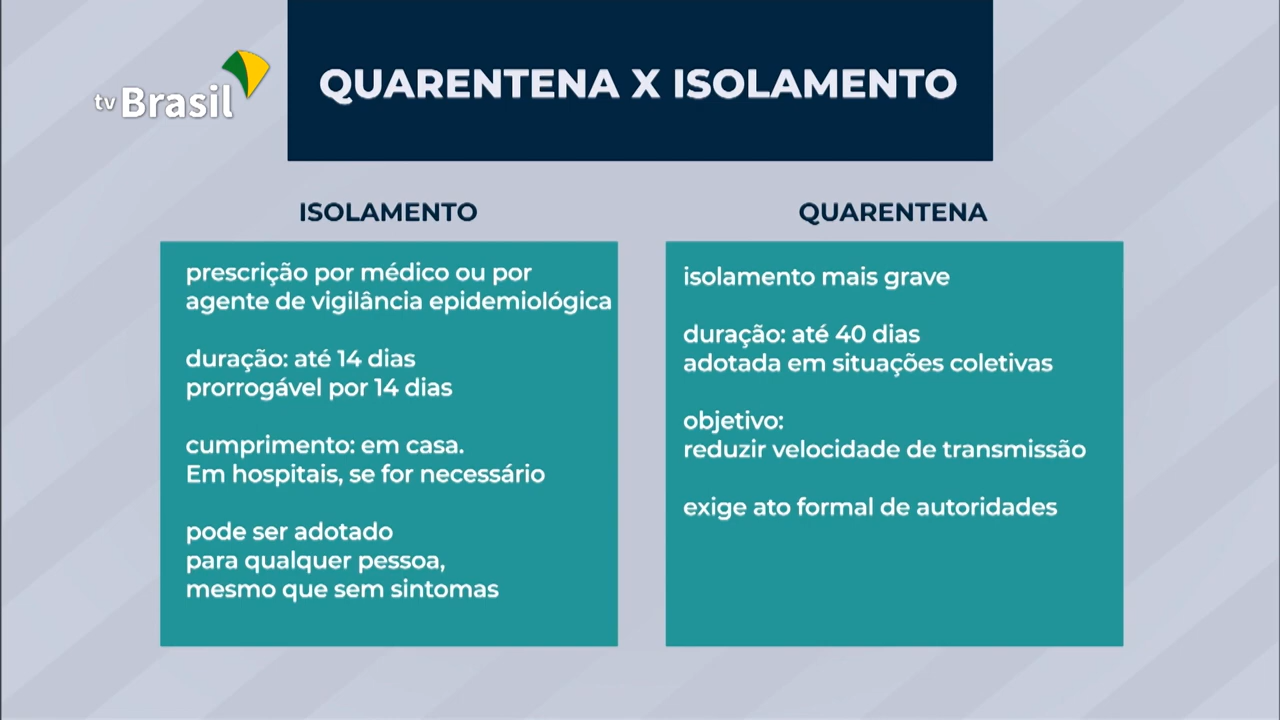 tv Brasil
QUARENTENA X ISOLAMENTO
ISOLAMENTO
prescrição por médico ou por
agente de vigilância epidemiológica
duração: até 14 dias
prorrogável por 14 dias
cumprimento: em casa.
Em hospitais, se for necessário
pode ser adotado
para qualquer pessoa,
mesmo que sem sintomas
QUARENTENA
isolamento mais grave
duração: até 40 dias
adotada em situações coletivas
objetivo:
reduzir velocidade de transmissão
exige ato formal de autoridades